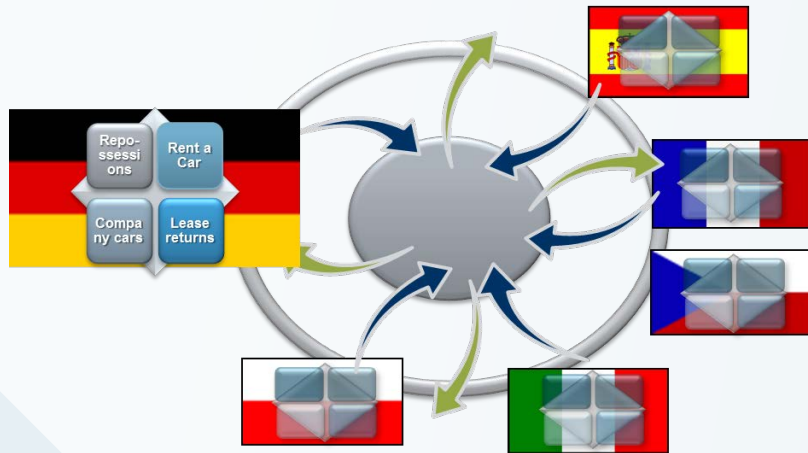 Repo-
ssessi
ons
Rent a
Car
Compa
ny cars
Lease
returns